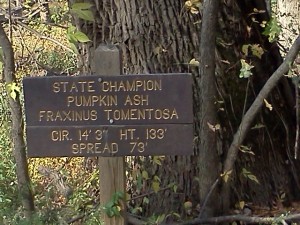 STATE CHAMPION
PUMPKIN ASH
FRAXINUS TOMENTOSA
CIR. 14' 3" HT. 133'
SPREAD 73'